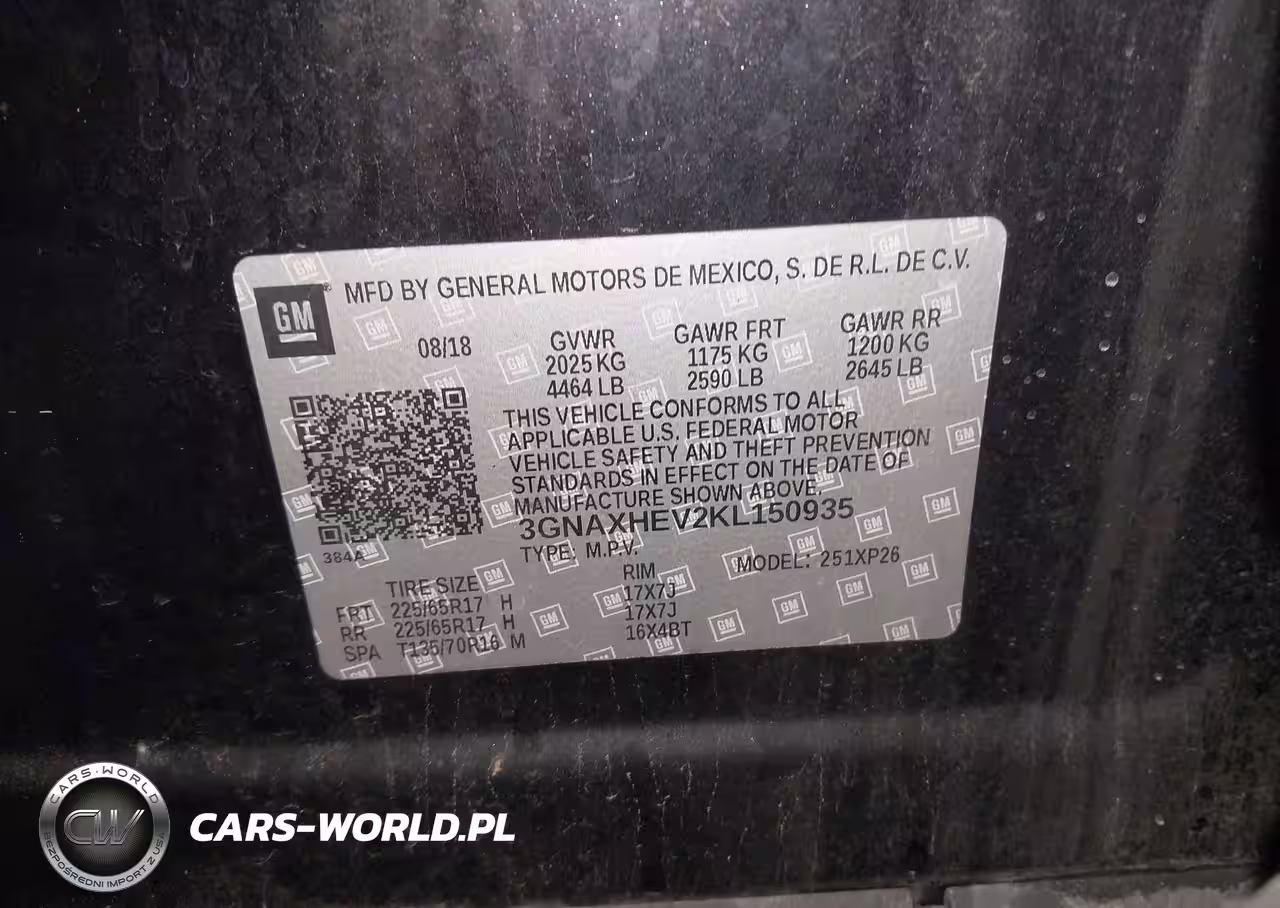 MFD BY GENERAL MOTORS DE MEXICO, S. DE R.L. DE C.V.
GM
08/18
GVWR GAWR FRT GAWR RR
2025 KG 1175 KG 1200 KG
4464 LB 2590 LB 2645 LB
THIS VEHICLE CONFORMS TO ALL
APPLICABLE U.S. FEDERAL MOTOR
VEHICLE SAFETY AND THEFT PREVENTION
STANDARDS IN EFFECT ON THE DATE OF
MANUFACTURE SHOWN ABOVE.
3GNAXHEV2KL150935
384A
TYPE: M.P.V. MODEL: 251XP26
TIRE SIZE RIM
FRT 225/65R17 H 17X7J
RR 225/65R17 H 17X7J
SPA T135/70R16 M 16X4BT
CARS-WORLD
CW
BEZPOŚREDNI IMPORT Z USA
CARS-WORLD.PL